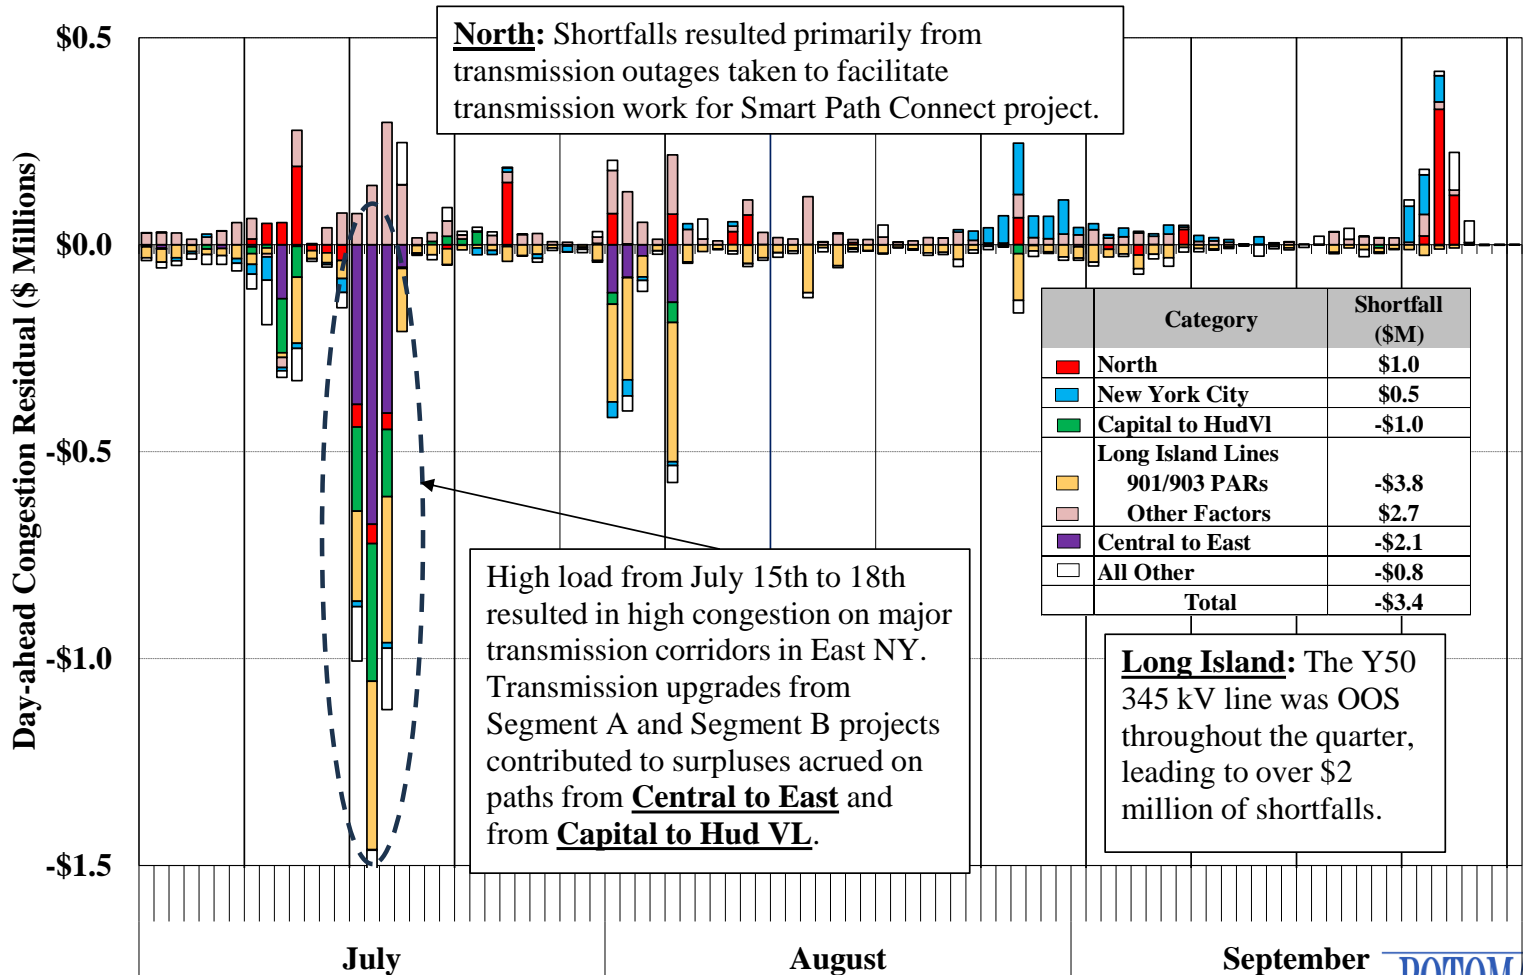 North: Shortfalls resulted primarily from
transmission outages taken to facilitate
transmission work for Smart Path Connect project.
Day-ahead Congestion Residual ($ Millions)
$0.5
$0.0
-$0.5
-$1.0
-$1.5
Category Shortfall ($M)
North $1.0
New York City $0.5
Capital to HudVl -$1.0
Long Island Lines
901/903 PARs -$3.8
Other Factors $2.7
Central to East -$2.1
All Other -$0.8
Total -$3.4
High load from July 15th to 18th
resulted in high congestion on major
transmission corridors in East NY.
Transmission upgrades from
Segment A and Segment B projects
contributed to surpluses accrued on
paths from Central to East and
from Capital to Hud VL.
Long Island: The Y50
345 kV line was OOS
throughout the quarter,
leading to over $2
million of shortfalls.
July August September